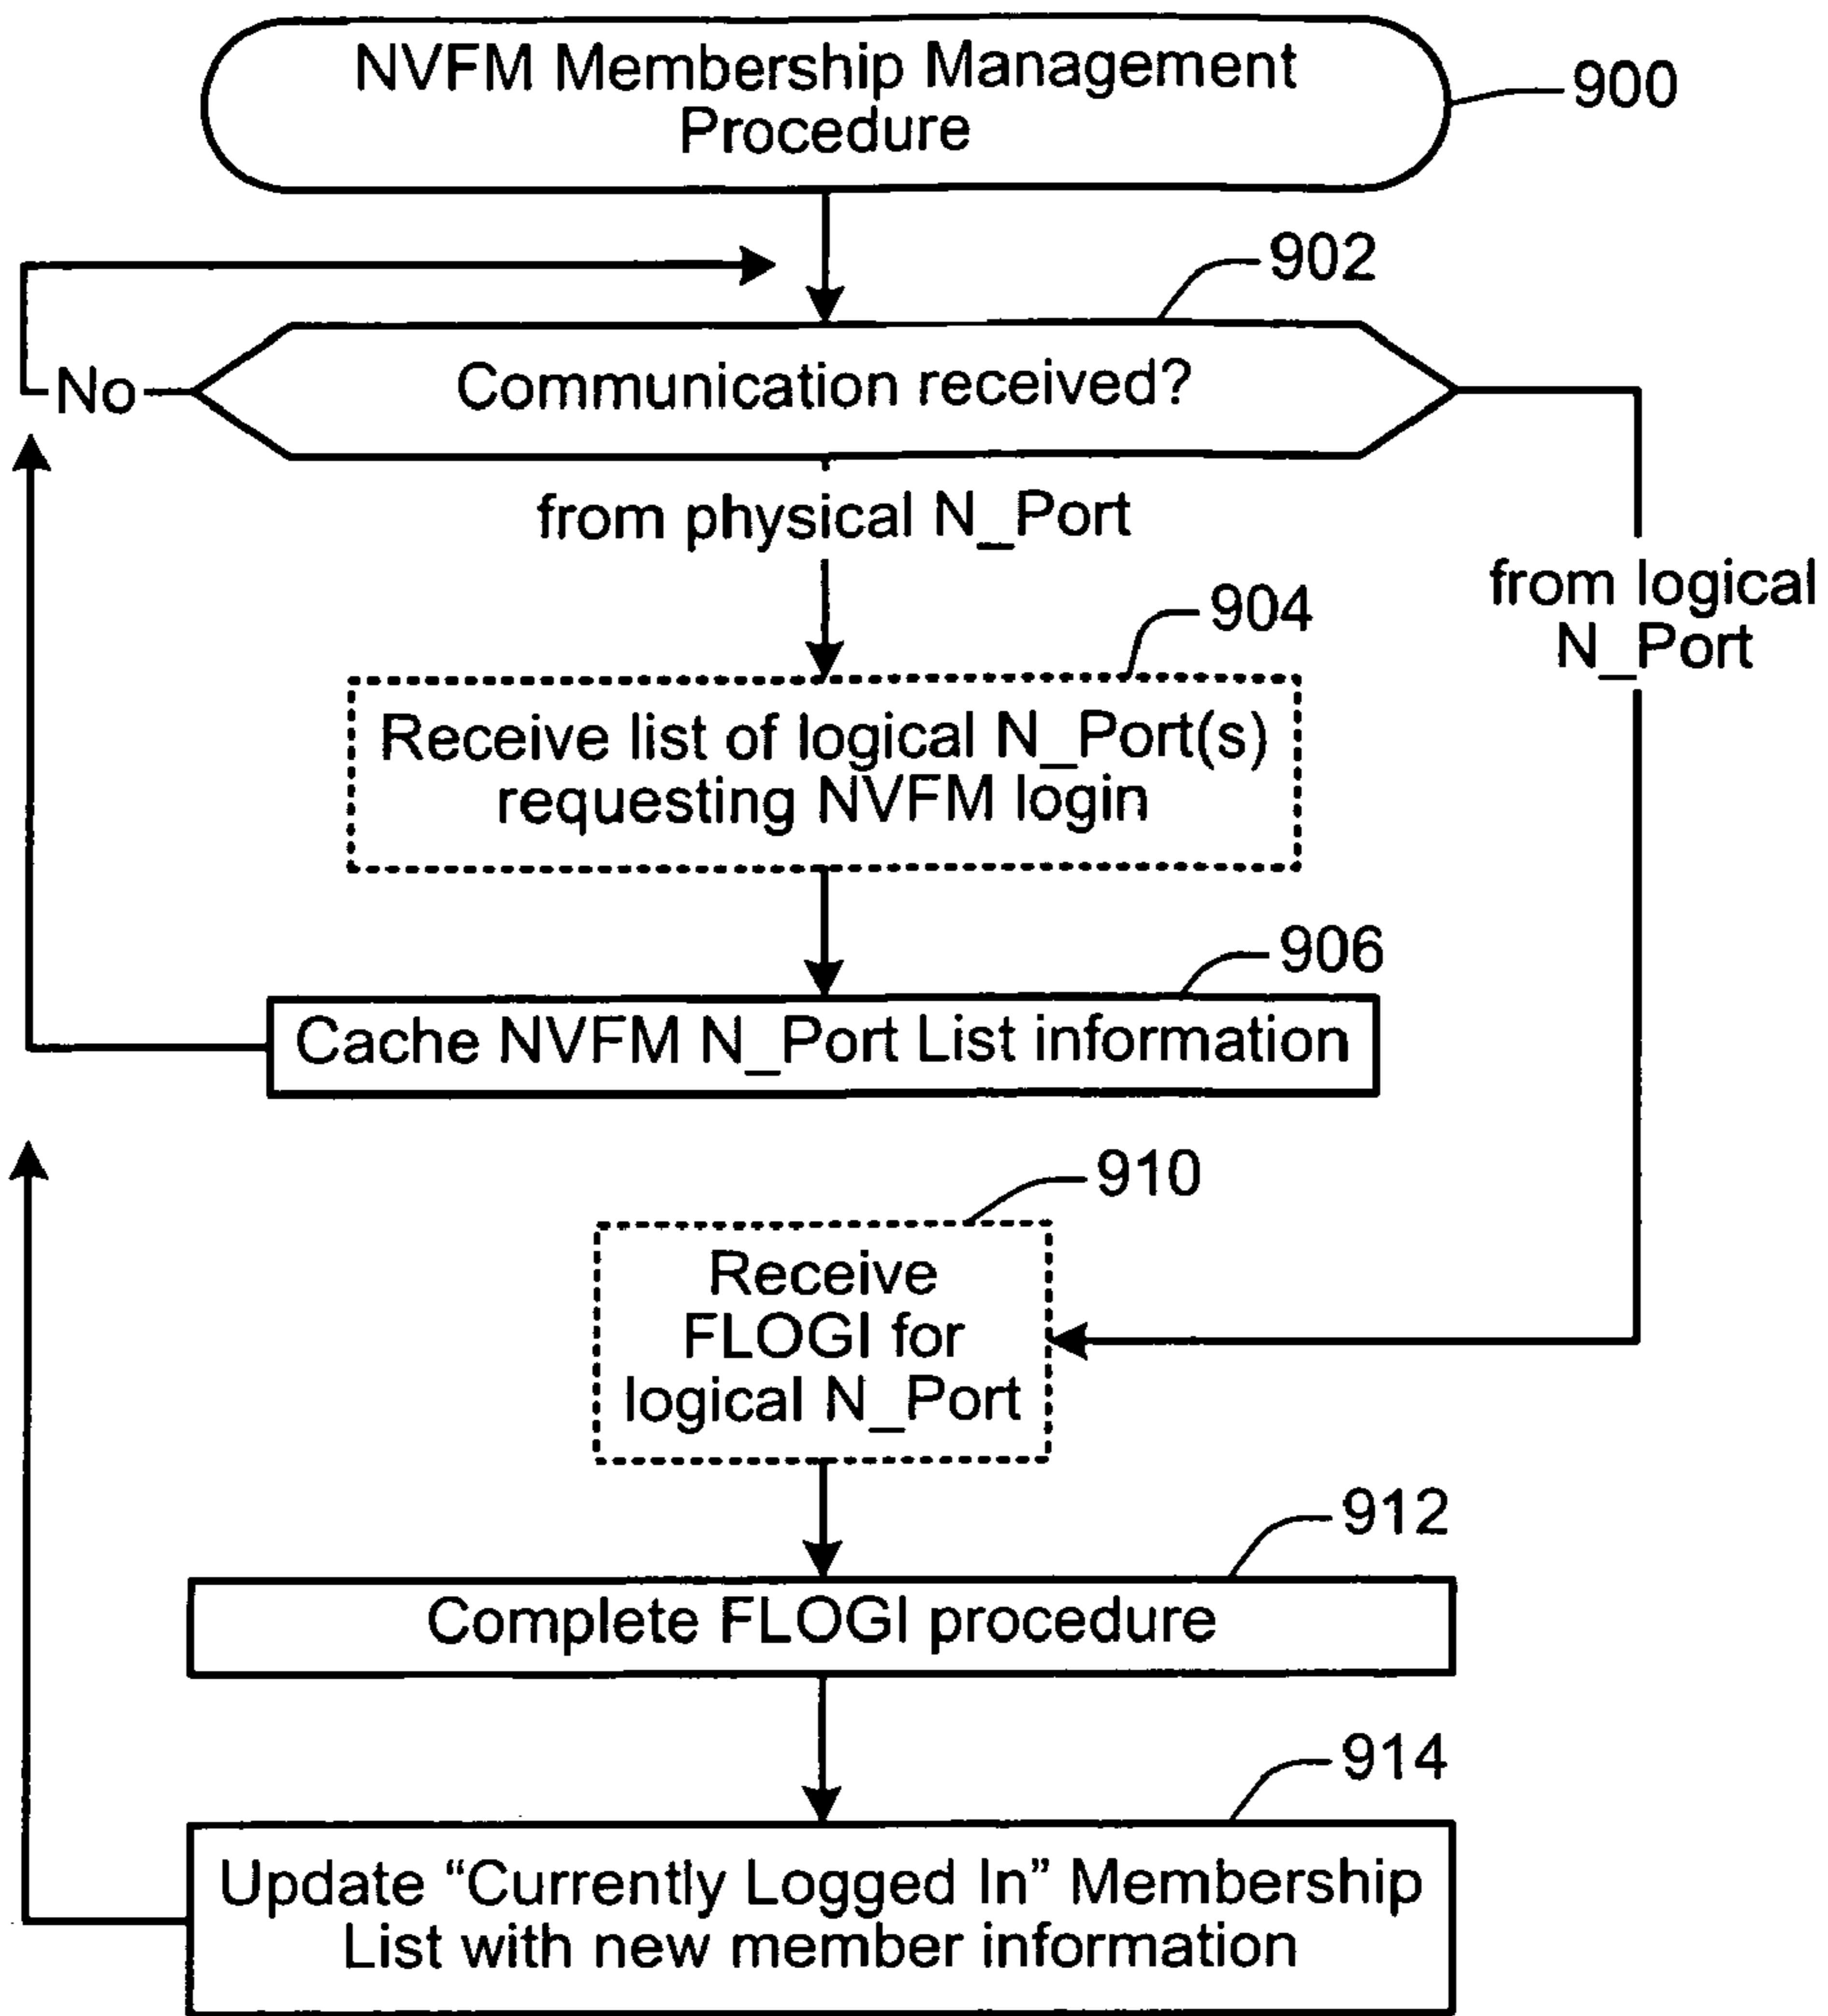 NVFM Membership Management
Procedure
900
902
No
Communication received?
from physical N_Port
from logical
N_Port
904
Receive list of logical N_Port(s)
requesting NVFM login
906
Cache NVFM N_Port List information
910
Receive
FLOGI for
logical N_Port
912
Complete FLOGI procedure
914
Update “Currently Logged In” Membership
List with new member information